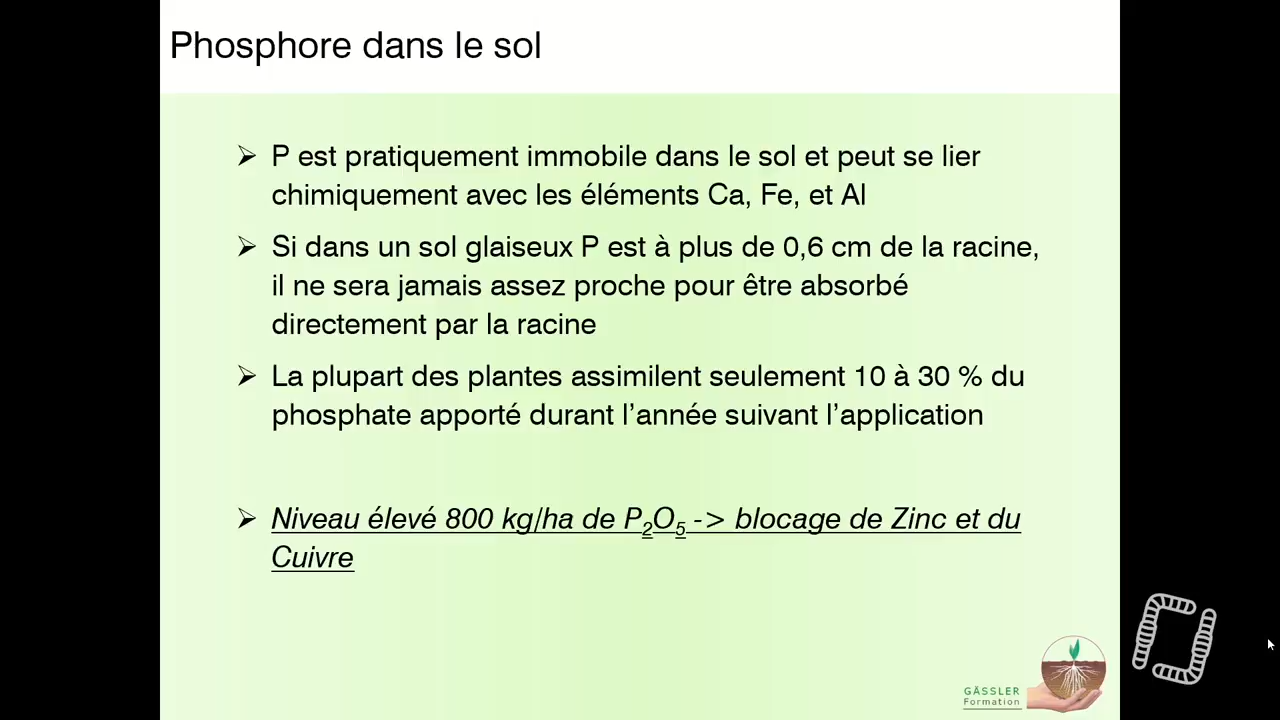 Phosphore dans le sol
➢ P est pratiquement immobile dans le sol et peut se lier
chimiquement avec les éléments Ca, Fe, et Al
➢ Si dans un sol glaiseux P est à plus de 0,6 cm de la racine,
il ne sera jamais assez proche pour être absorbé
directement par la racine
➢ La plupart des plantes assimilent seulement 10 à 30 % du
phosphate apporté durant l’année suivant l’application
➢ Niveau élevé 800 kg/ha de P₂O₅ -> blocage de Zinc et du
Cuivre
GÄSSLER
Formation